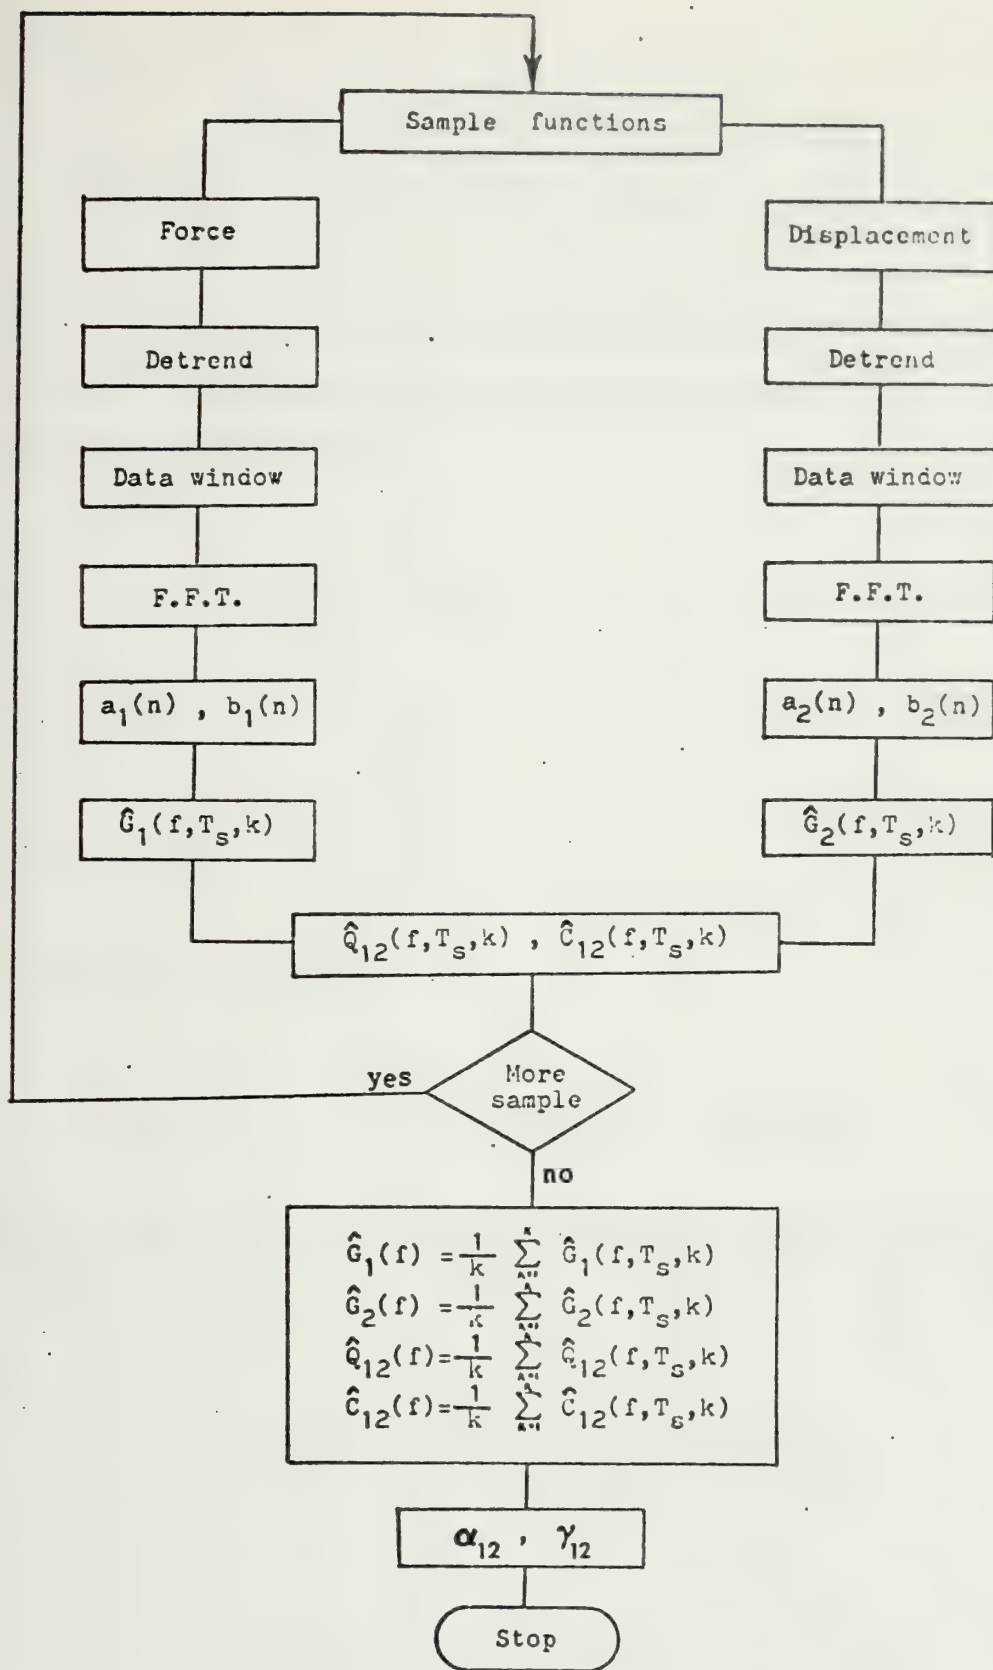 Sample functions
Force
Displacement
Detrend
Detrend
Data window
Data window
F.F.T.
F.F.T.
a₁(n) , b₁(n)
a₂(n) , b₂(n)
Ĝ₁(f,Tₛ,k)
Ĝ₂(f,Tₛ,k)
Q̂₁₂(f,Tₛ,k) , Ĉ₁₂(f,Tₛ,k)
More
sample
yes
no
Ĝ₁(f) = 1/k ∑ Ĝ₁(f,Tₛ,k)
Ĝ₂(f) = 1/k ∑ Ĝ₂(f,Tₛ,k)
Q̂₁₂(f) = 1/k ∑ Q̂₁₂(f,Tₛ,k)
Ĉ₁₂(f) = 1/k ∑ Ĉ₁₂(f,Tₛ,k)
α₁₂ , γ₁₂
Stop